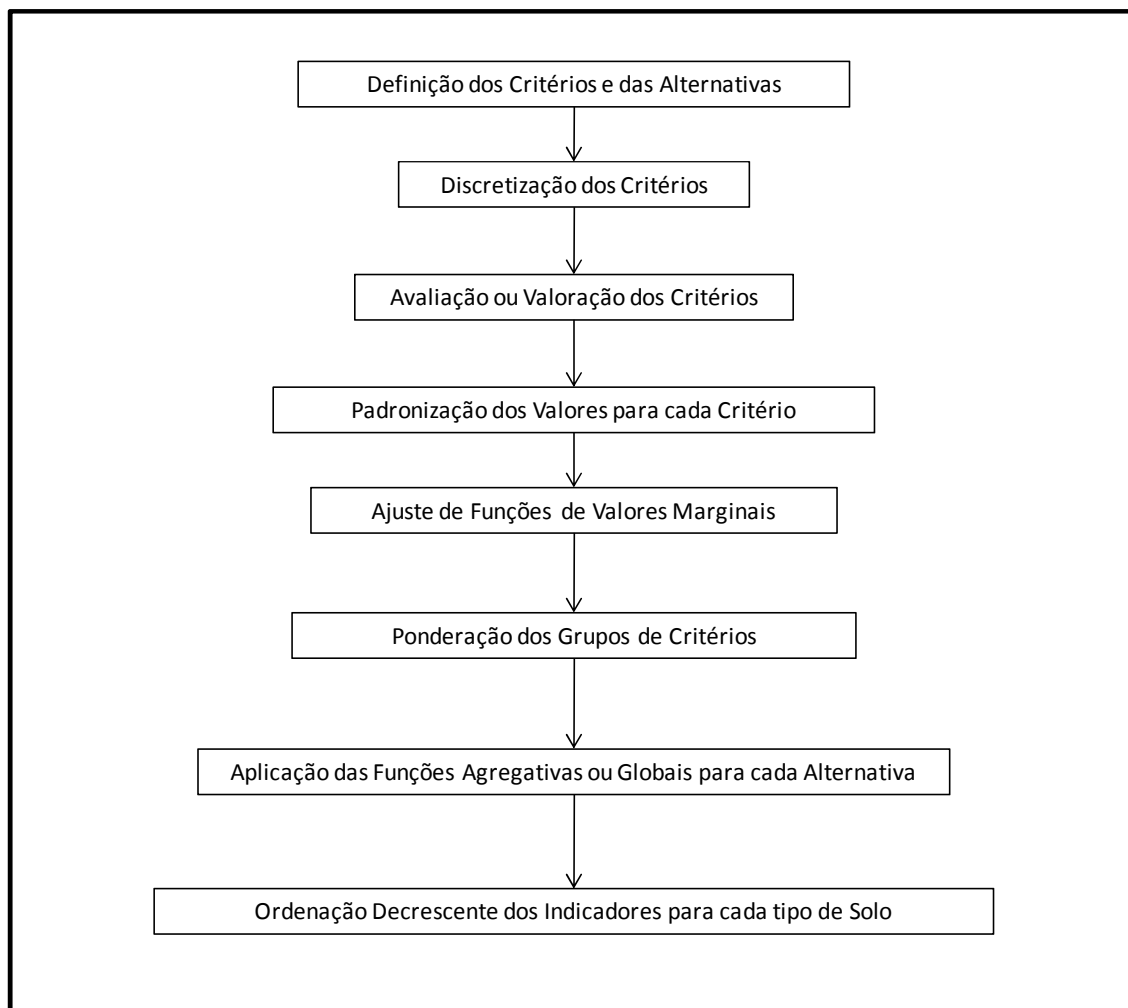 Definição dos Critérios e das Alternativas
Discretização dos Critérios
Avaliação ou Valoração dos Critérios
Padronização dos Valores para cada Critério
Ajuste de Funções de Valores Marginais
Ponderação dos Grupos de Critérios
Aplicação das Funções Agregativas ou Globais para cada Alternativa
Ordenação Decrescente dos Indicadores para cada tipo de Solo